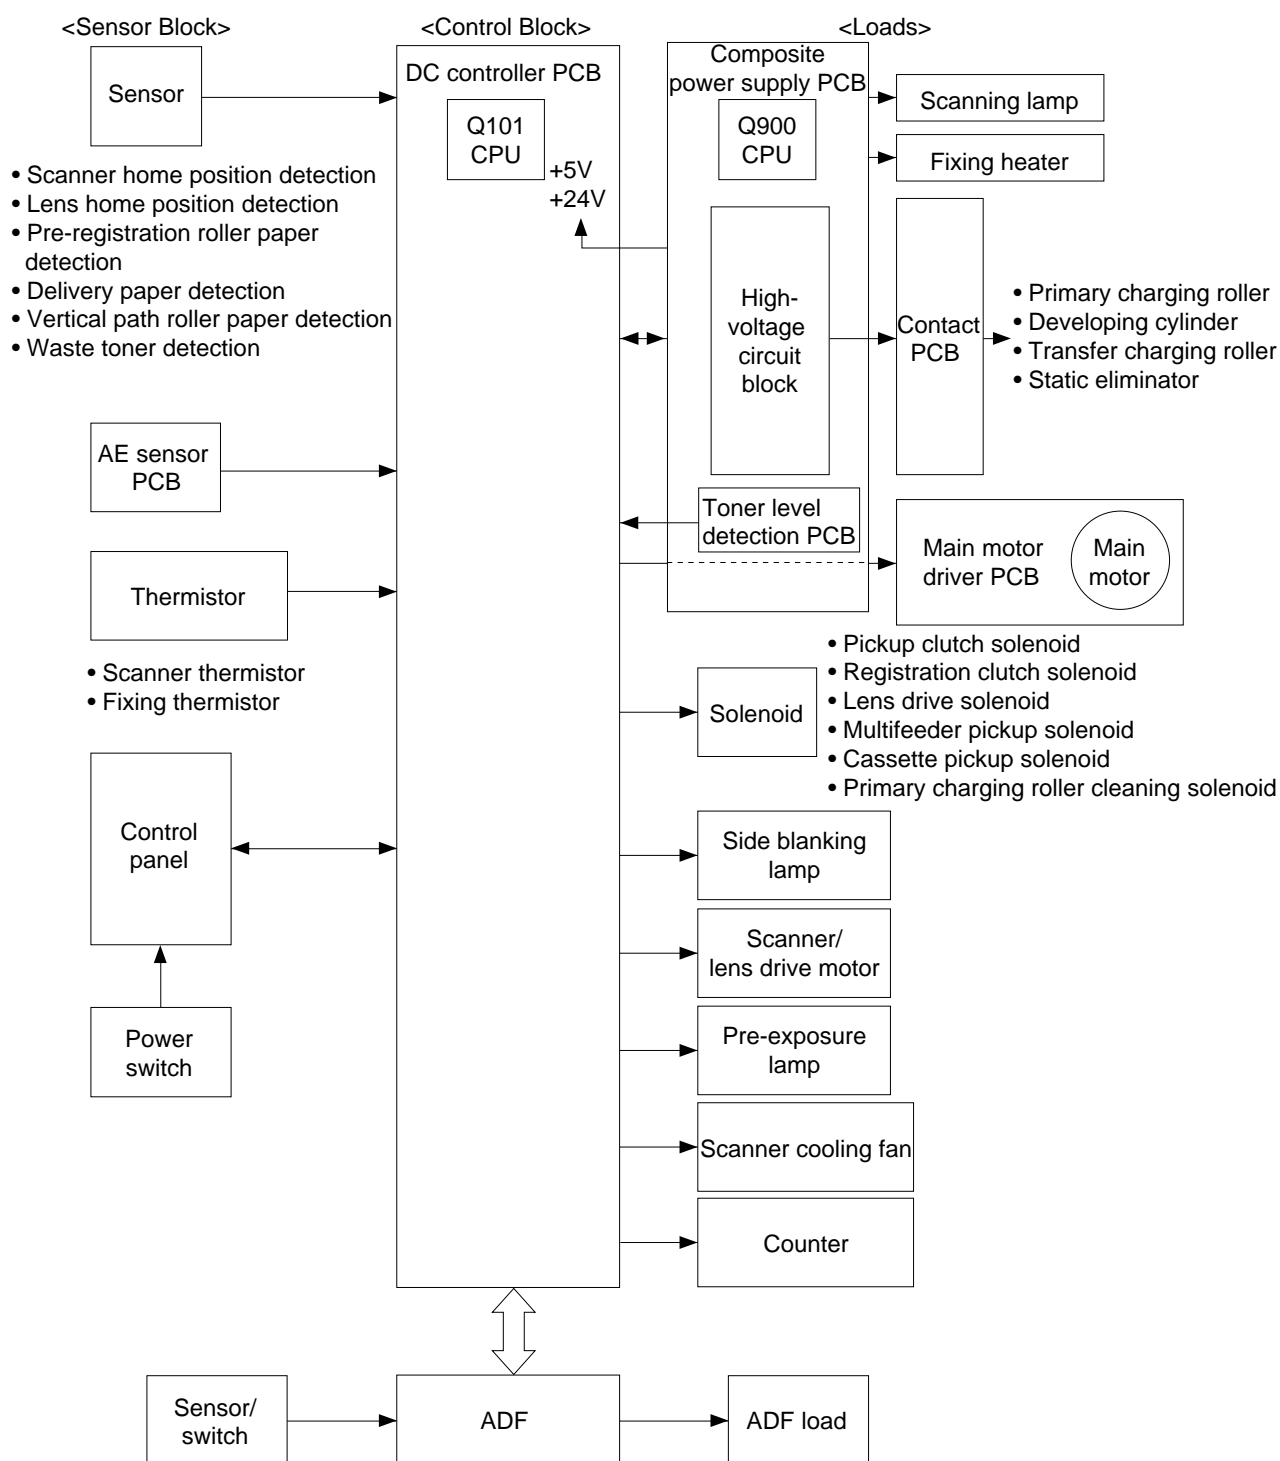 <Sensor Block>
<Control Block>
<Loads>
Sensor
• Scanner home position detection
• Lens home position detection
• Pre-registration roller paper
detection
• Delivery paper detection
• Vertical path roller paper detection
• Waste toner detection
AE sensor
PCB
Thermistor
• Scanner thermistor
• Fixing thermistor
Control
panel
Power
switch
DC controller PCB
Q101
CPU
+5V
+24V
Composite
power supply PCB
Q900
CPU
High-
voltage
circuit
block
Toner level
detection PCB
Scanning lamp
Fixing heater
Contact
PCB
• Primary charging roller
• Developing cylinder
• Transfer charging roller
• Static eliminator
Main motor
driver PCB
Main
motor
Solenoid
• Pickup clutch solenoid
• Registration clutch solenoid
• Lens drive solenoid
• Multifeeder pickup solenoid
• Cassette pickup solenoid
• Primary charging roller cleaning solenoid
Side blanking
lamp
Scanner/
lens drive motor
Pre-exposure
lamp
Scanner cooling fan
Counter
Sensor/
switch
ADF
ADF load